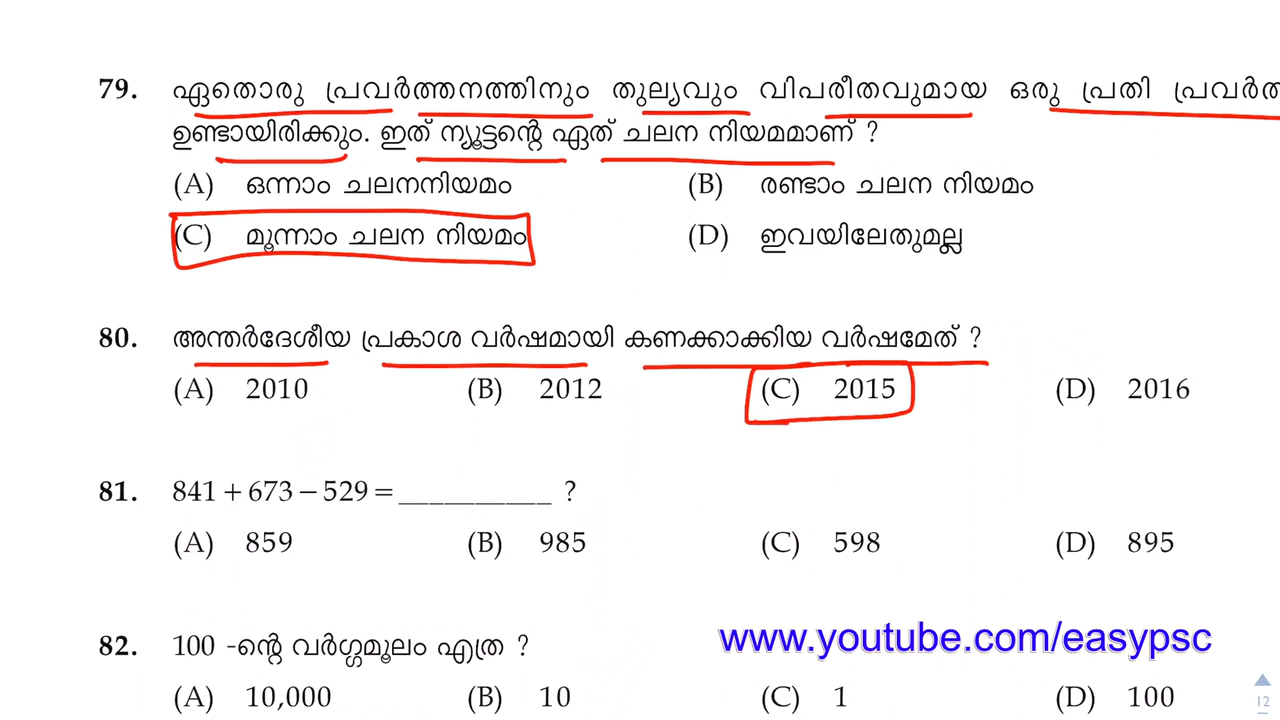 79. ഏതൊരു പ്രവർത്തനത്തിനും തുല്യവും വിപരീതവുമായ ഒരു പ്രതി
ഉണ്ടായിരിക്കും. ഇത് ന്യൂട്ടന്റെ ഏത് ചലന നിയമമാണ് ?
(A) ഒന്നാം ചലനനിയമം (B) രണ്ടാം ചലന നിയമം
(C) മൂന്നാം ചലന നിയമം (D) ഇവയിലേതുമല്ല
80. അന്തർദേശീയ പ്രകാശ വർഷമായി കണക്കാക്കിയ വർഷമേത് ?
(A) 2010 (B) 2012 (C) 2015 (D) 2016
81. 841 + 673 – 529 = __________ ?
(A) 859 (B) 985 (C) 598 (D) 895
82. 100 -ന്റെ വർഗ്ഗമൂലം എത്ര ?
www.youtube.com/easypsc
(A) 10,000 (B) 10 (C) 1 (D) 100
12